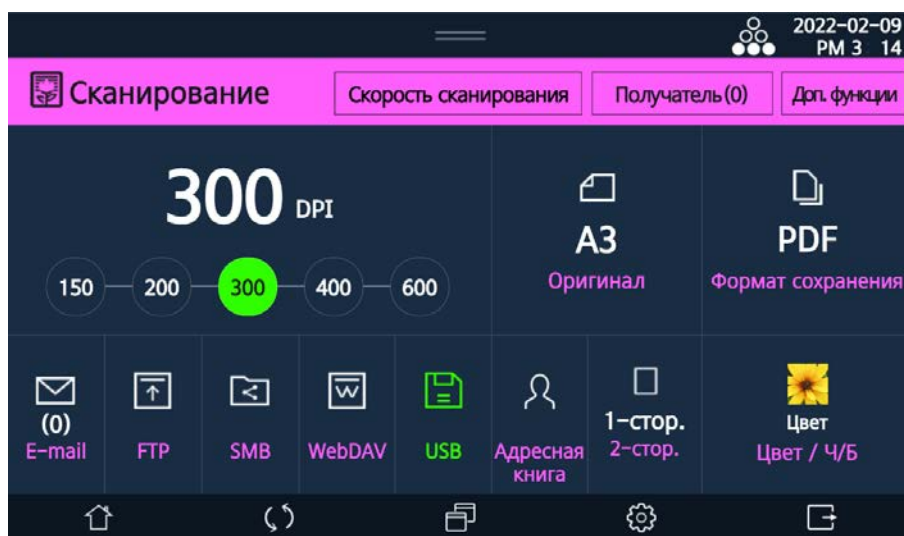 2022-02-09
PM 3 14
Сканирование
Скорость сканирования
Получатель(0)
Доп. функции
300 DPI
150
200
300
400
600
A3
Оригинал
PDF
Формат сохранения
(0)
E-mail
FTP
SMB
WebDAV
USB
Адресная
книга
1-стор.
2-стор.
Цвет
Цвет / Ч/Б